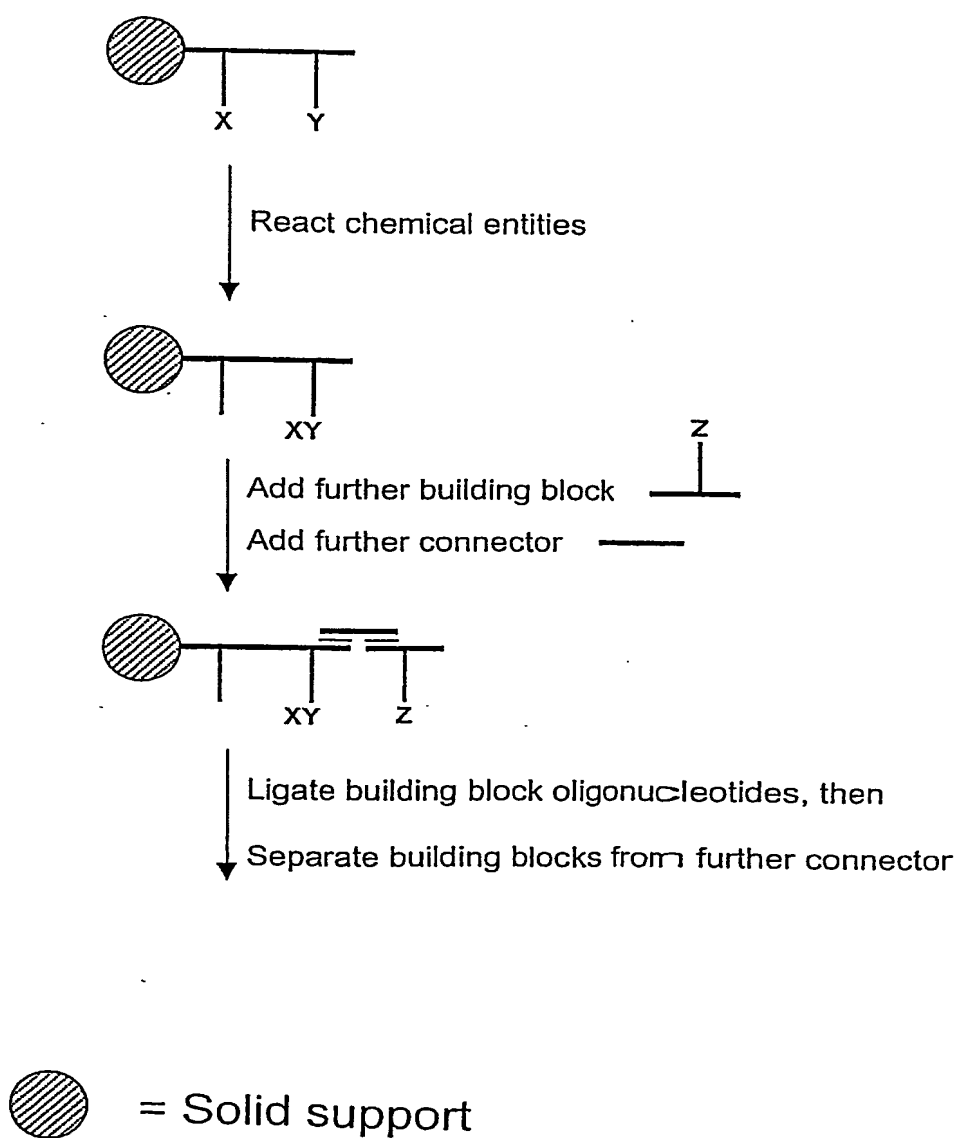 X Y
React chemical entities
XY
Z
Add further building block
Add further connector
XY Z
Ligate building block oligonucleotides, then
Separate building blocks from further connector
= Solid support